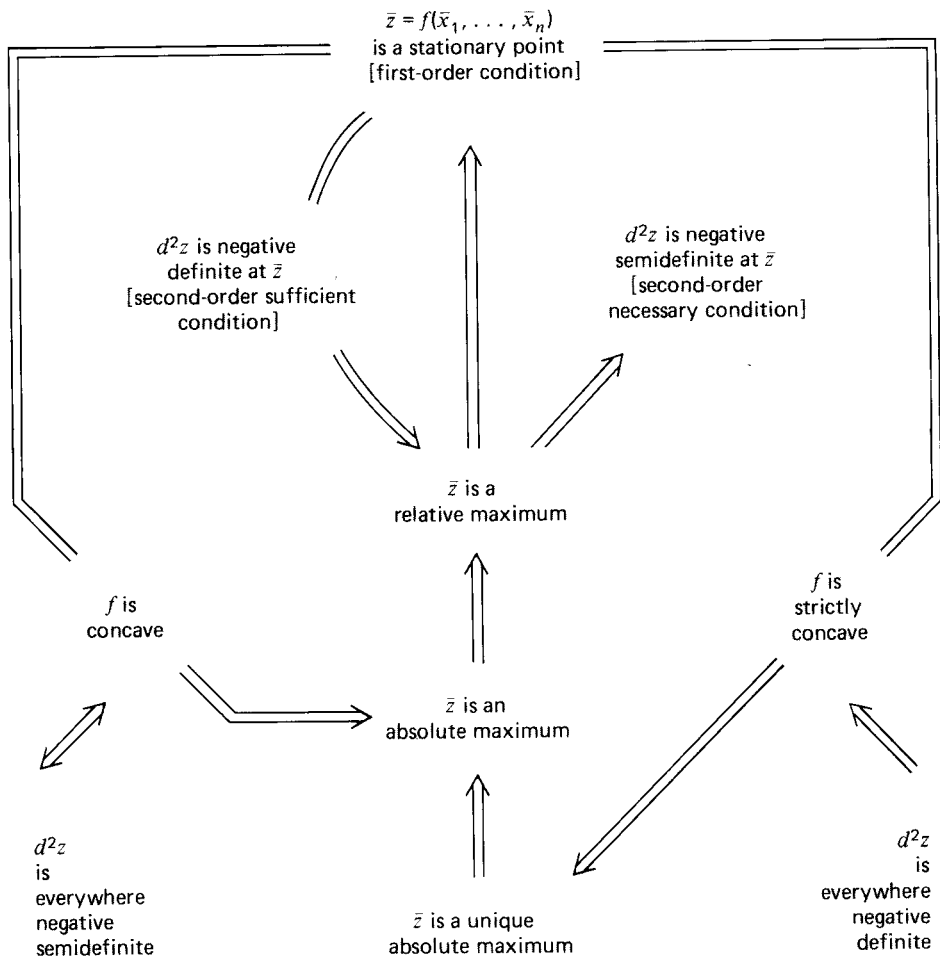 z̄ = f(x̄₁, . . . , x̄ₙ)
is a stationary point
[first-order condition]
d²z is negative
definite at z̄
[second-order sufficient
condition]
d²z is negative
semidefinite at z̄
[second-order
necessary condition]
z̄ is a
relative maximum
f is
concave
f is
strictly
concave
z̄ is an
absolute maximum
d²z
is
everywhere
negative
semidefinite
z̄ is a unique
absolute maximum
d²z
is
everywhere
negative
definite